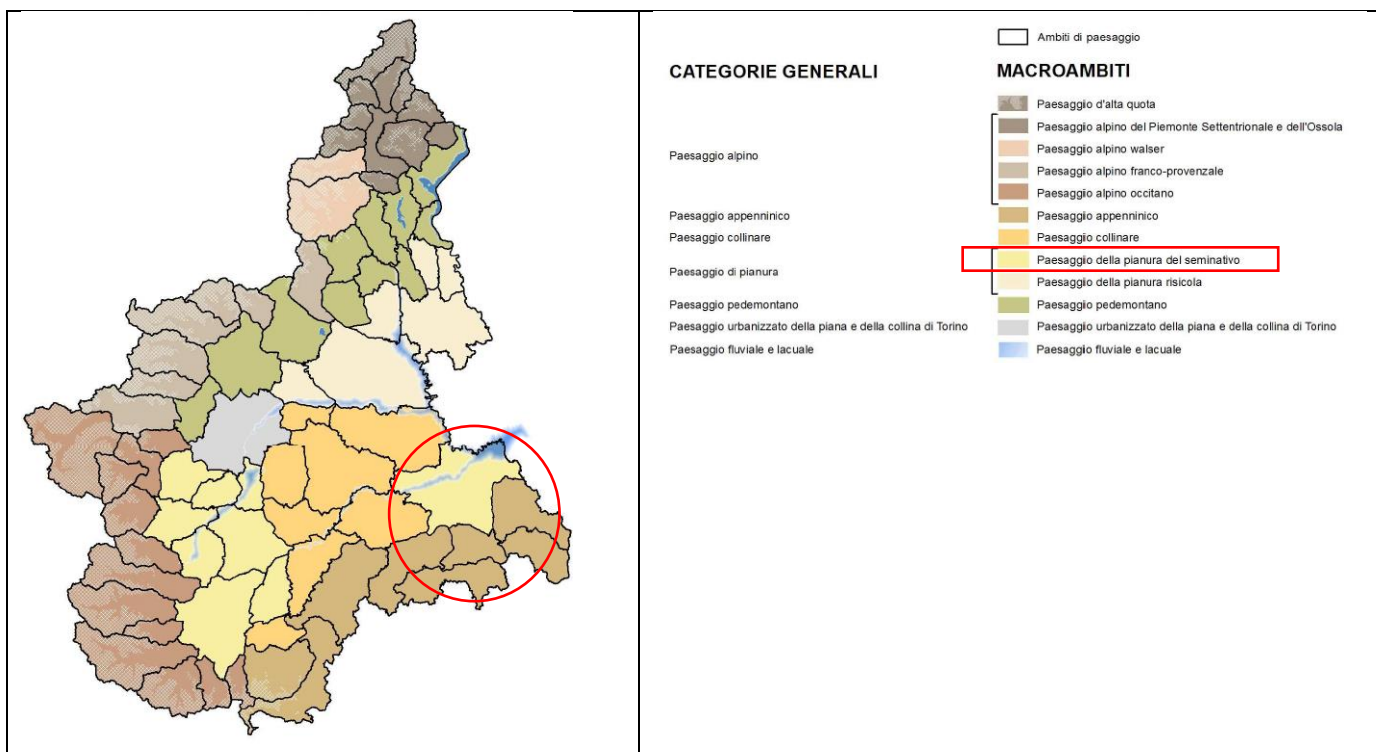 Ambiti di paesaggio
CATEGORIE GENERALI
MACROAMBITI
Paesaggio d'alta quota
Paesaggio alpino del Piemonte Settentrionale e dell'Ossola
Paesaggio alpino
Paesaggio alpino walser
Paesaggio alpino franco-provenzale
Paesaggio alpino occitano
Paesaggio appenninico
Paesaggio appenninico
Paesaggio collinare
Paesaggio collinare
Paesaggio di pianura
Paesaggio della pianura del seminativo
Paesaggio della pianura risicola
Paesaggio pedemontano
Paesaggio pedemontano
Paesaggio urbanizzato della piana e della collina di Torino
Paesaggio urbanizzato della piana e della collina di Torino
Paesaggio fluviale e lacuale
Paesaggio fluviale e lacuale